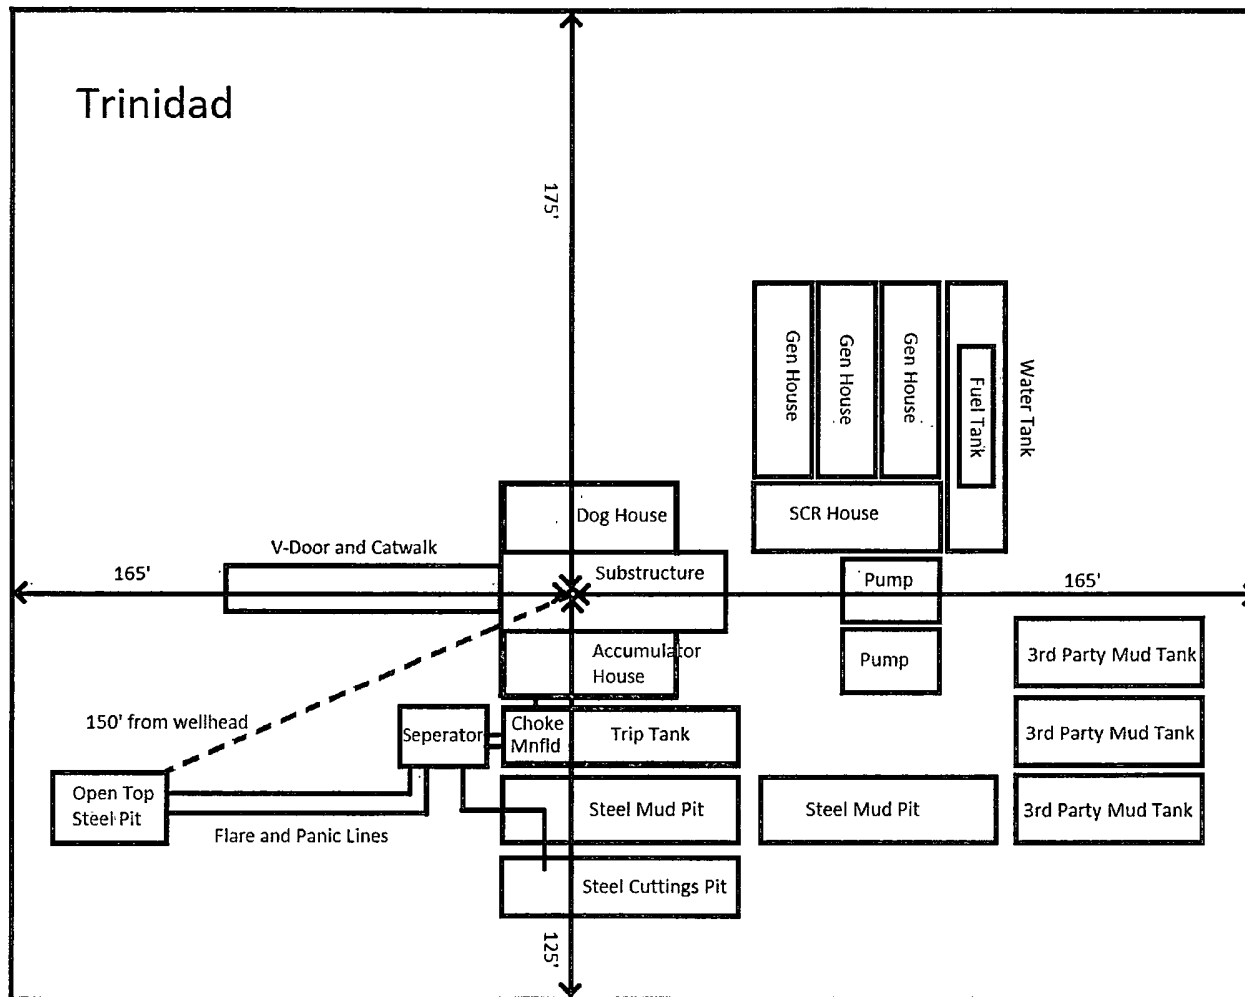 Trinidad
175'
Gen House
Gen House
Gen House
Fuel Tank
Water Tank
Dog House
SCR House
V-Door and Catwalk
165'
Substructure
Pump
165'
Accumulator
House
Pump
3rd Party Mud Tank
150' from wellhead
Seperator
Choke
Mnfld
Trip Tank
3rd Party Mud Tank
Open Top
Steel Pit
Flare and Panic Lines
Steel Mud Pit
Steel Mud Pit
3rd Party Mud Tank
Steel Cuttings Pit
125'